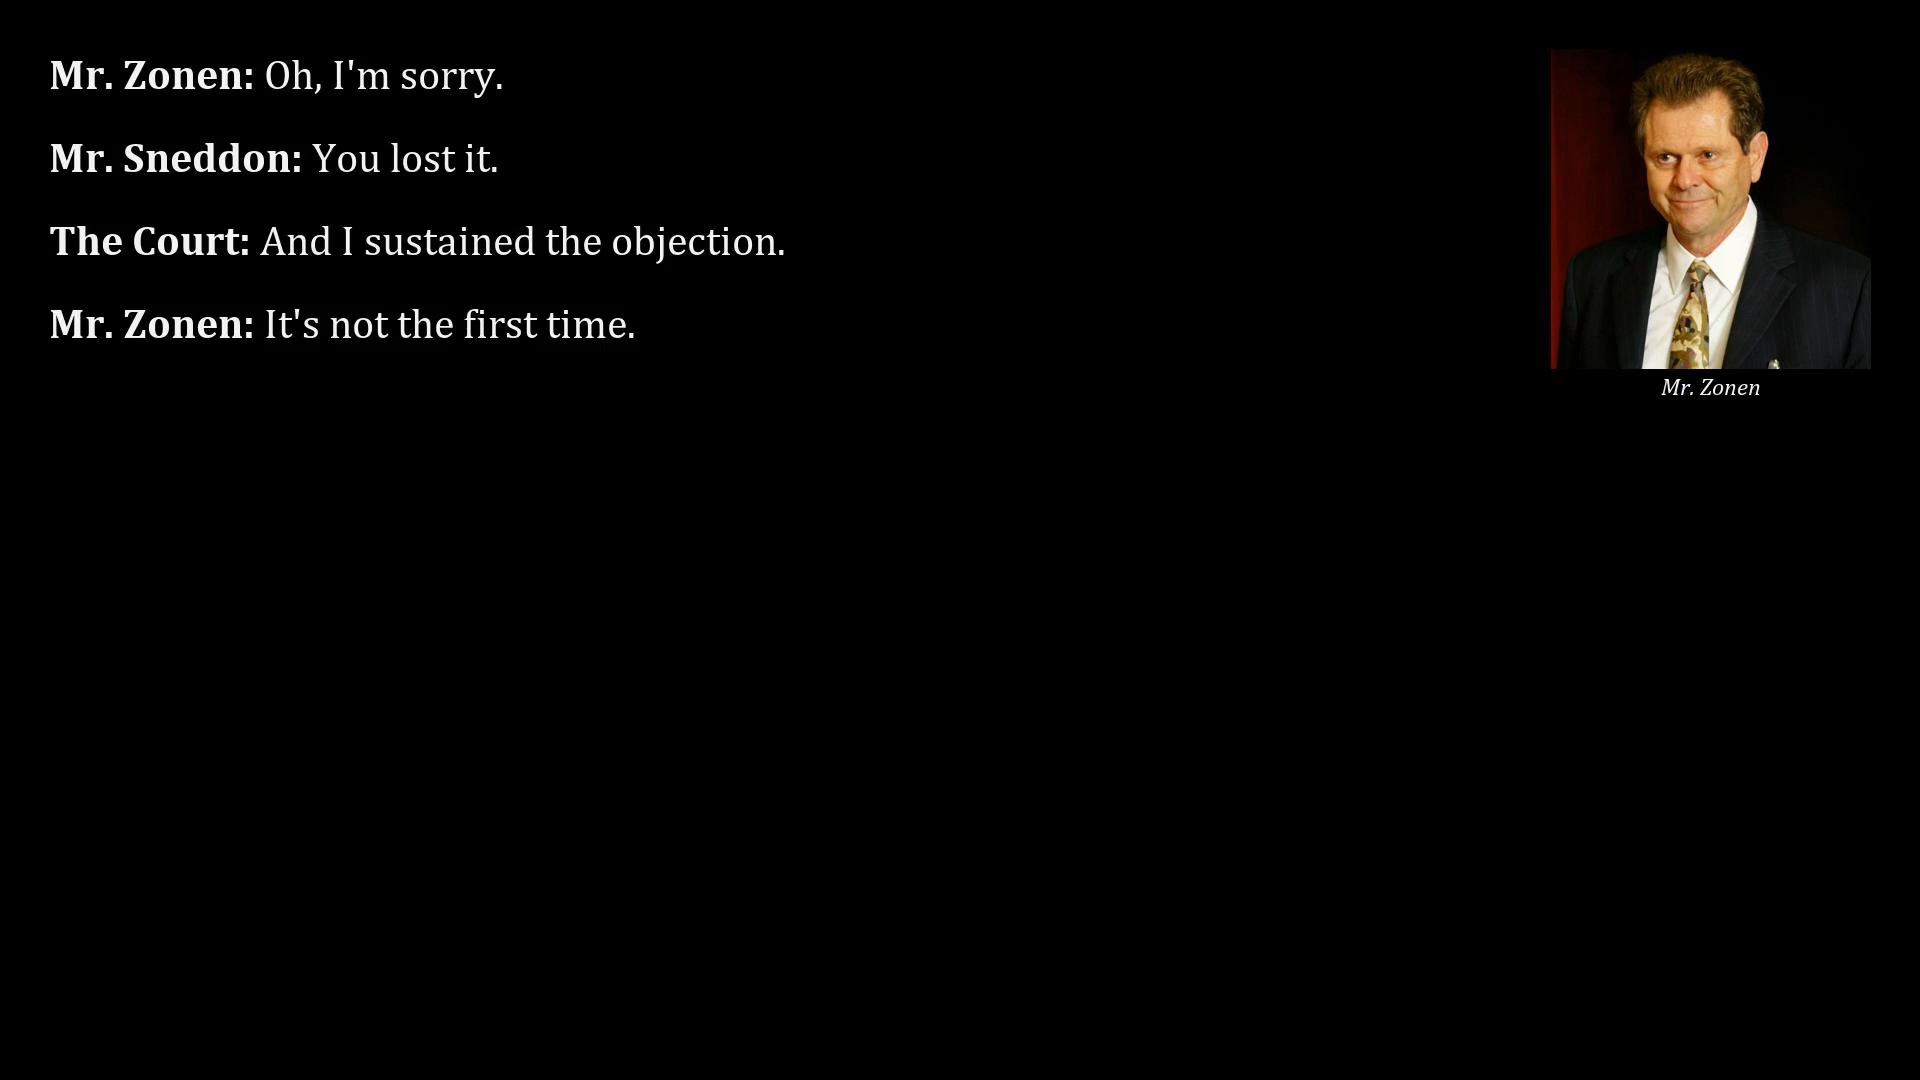 Mr. Zonen: Oh, I'm sorry.
Mr. Sneddon: You lost it.
The Court: And I sustained the objection.
Mr. Zonen: It's not the first time.
Mr. Zonen